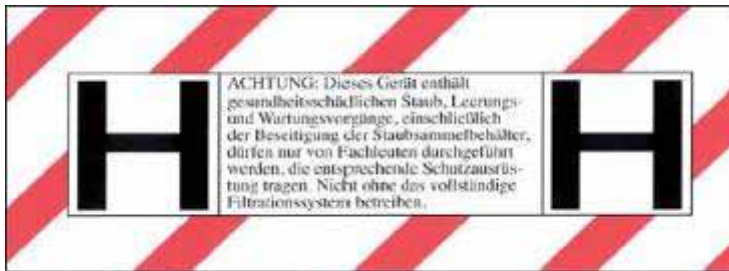 H
ACHTUNG: Dieses Gerät enthält
gesundheitsschädlichen Staub, Leerungs-
und Wartungsvorgänge, einschließlich
der Beseitigung der Staubsammelbehälter,
dürfen nur von Fachleuten durchgeführt
werden, die entsprechende Schutzausrüs-
tung tragen. Nicht ohne das vollständige
Filtrationssystem betreiben.
H